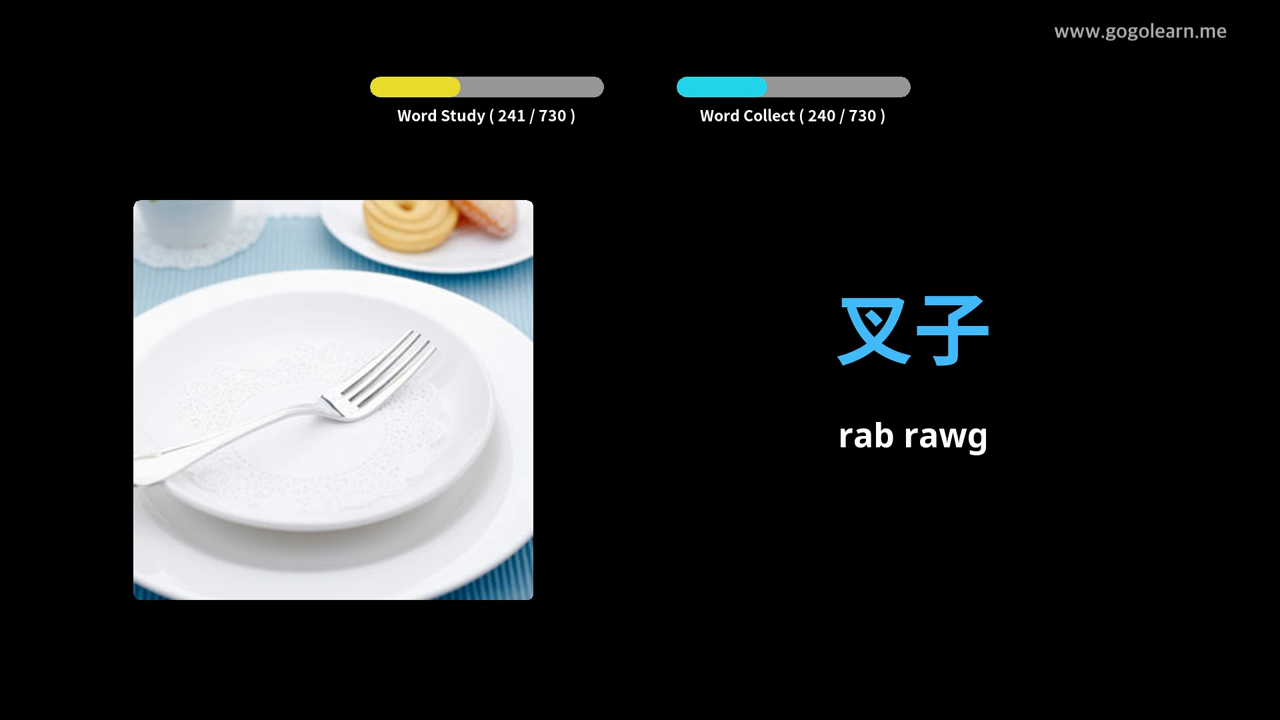 www.gogolearn.me
Word Study ( 241 / 730 )
Word Collect ( 240 / 730 )
叉子
rab rawg